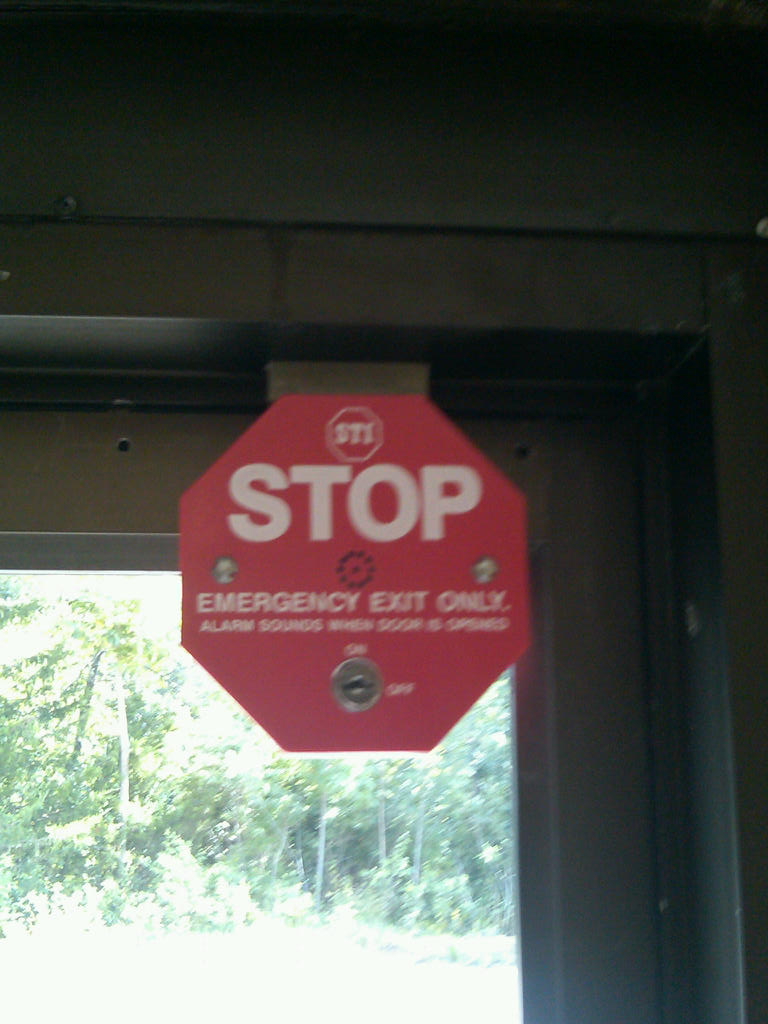 STI
STOP
EMERGENCY EXIT ONLY.
ALARM SOUNDS WHEN DOOR IS OPENED
ON
OFF